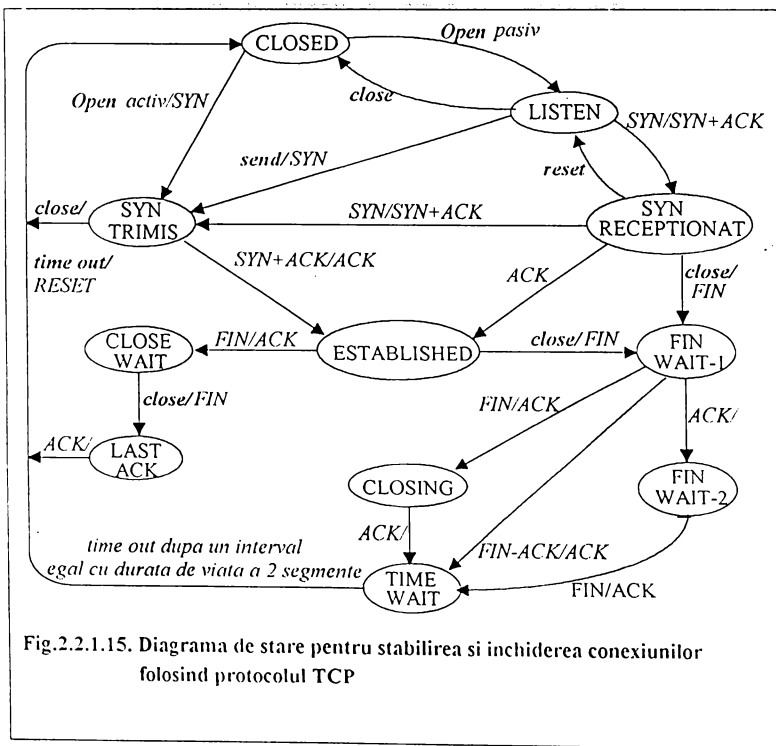 CLOSED
Open pasiv
Open activ/SYN
close
LISTEN
SYN/SYN+ACK
send/SYN
reset
close/
SYN
TRIMIS
SYN/SYN+ACK
SYN
RECEPTIONAT
time out/
RESET
SYN+ACK/ACK
ACK
close/
FIN
CLOSE
WAIT
FIN/ACK
ESTABLISHED
close/FIN
FIN
WAIT-1
close/FIN
FIN/ACK
ACK/
ACK/
LAST
ACK
CLOSING
FIN
WAIT-2
ACK/
time out dupa un interval
egal cu durata de viata a 2 segmente
FIN-ACK/ACK
TIME
WAIT
FIN/ACK
Fig.2.2.1.15. Diagrama de stare pentru stabilirea si inchiderea conexiunilor
folosind protocolul TCP